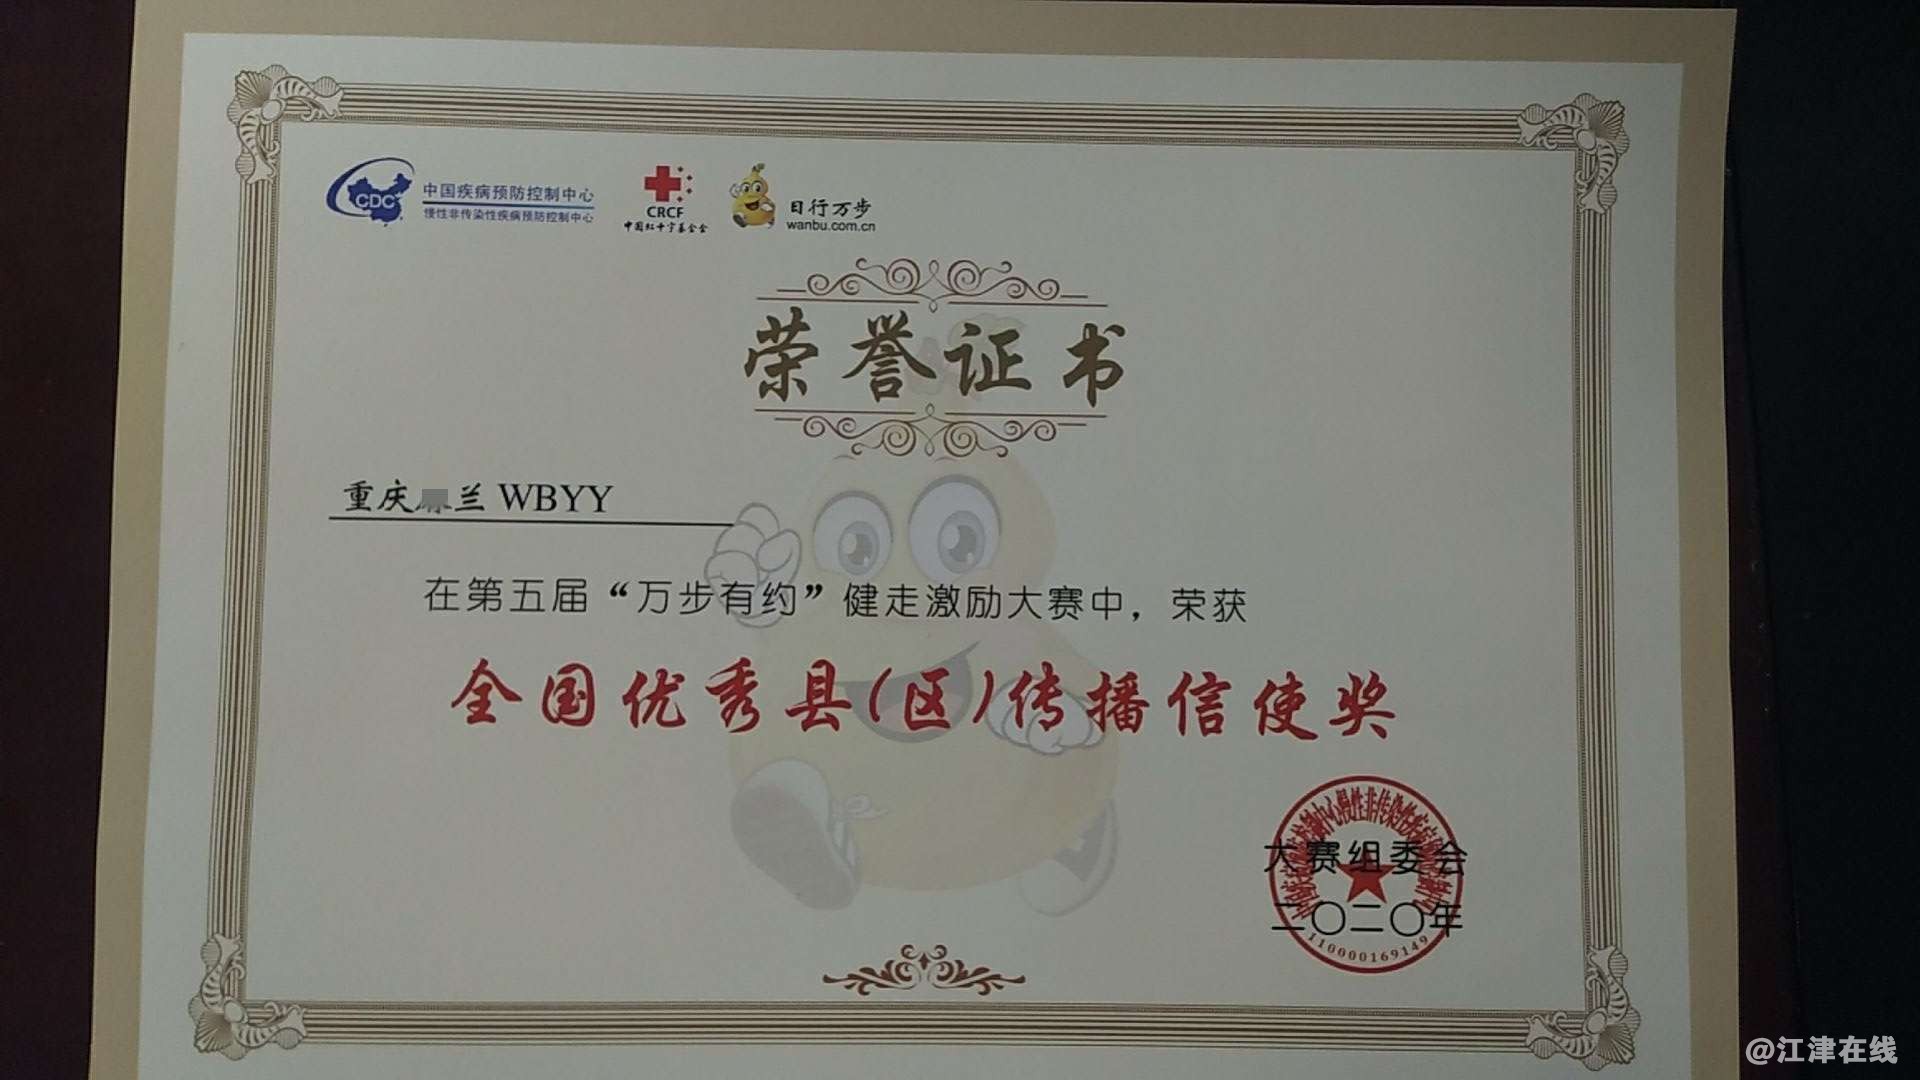 CDC 中国疾病预防控制中心
慢性非传染性疾病预防控制中心
CRCF
中国红十字基金会
日行万步
wanbu.com.cn
荣誉证书
重庆 兰 WBYY
在第五届“万步有约”健走激励大赛中，荣获
全国优秀县(区)传播信使奖
大赛组委会
二〇二〇年
110000169149
@江津在线